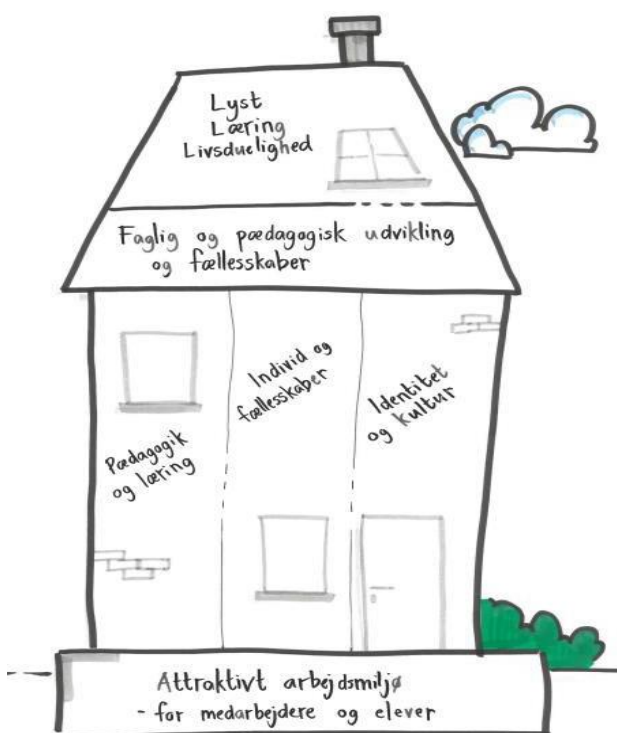 Lyst
Læring
Livsduelighed
Faglig og pædagogisk udvikling
og fællesskaber
Pædagogik
og læring
Individ og
fællesskaber
Identitet
og kultur
Attraktivt arbejdsmiljø
- for medarbejdere og elever